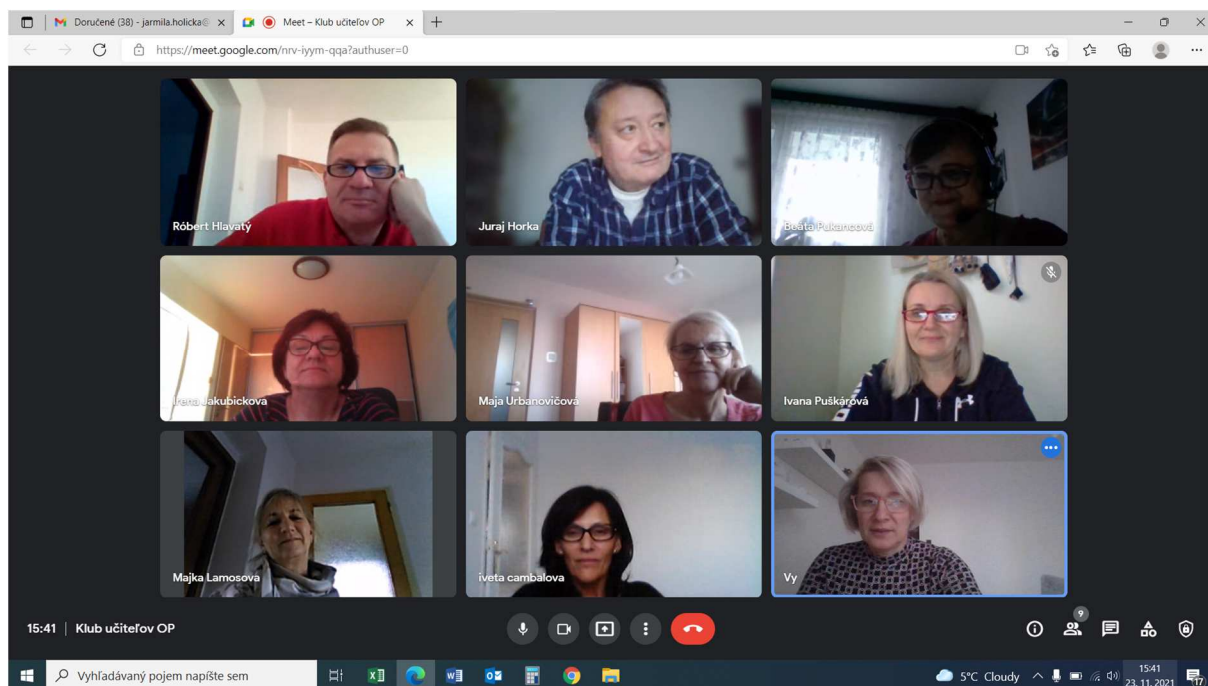 Doručené (38) - jarmila.holicka@
Meet – Klub učiteľov OP
https://meet.google.com/nrv-iyym-qqa?authuser=0
Róbert Hlavatý
Juraj Horka
Beáta Pukancová
Irena Jakubickova
Maja Urbanovičová
Ivana Puškárová
Majka Lamosova
iveta cambalova
Vy
15:41 | Klub učiteľov OP
9
Vyhľadávaný pojem napíšte sem
5°C Cloudy
15:41
23. 11. 2021
17